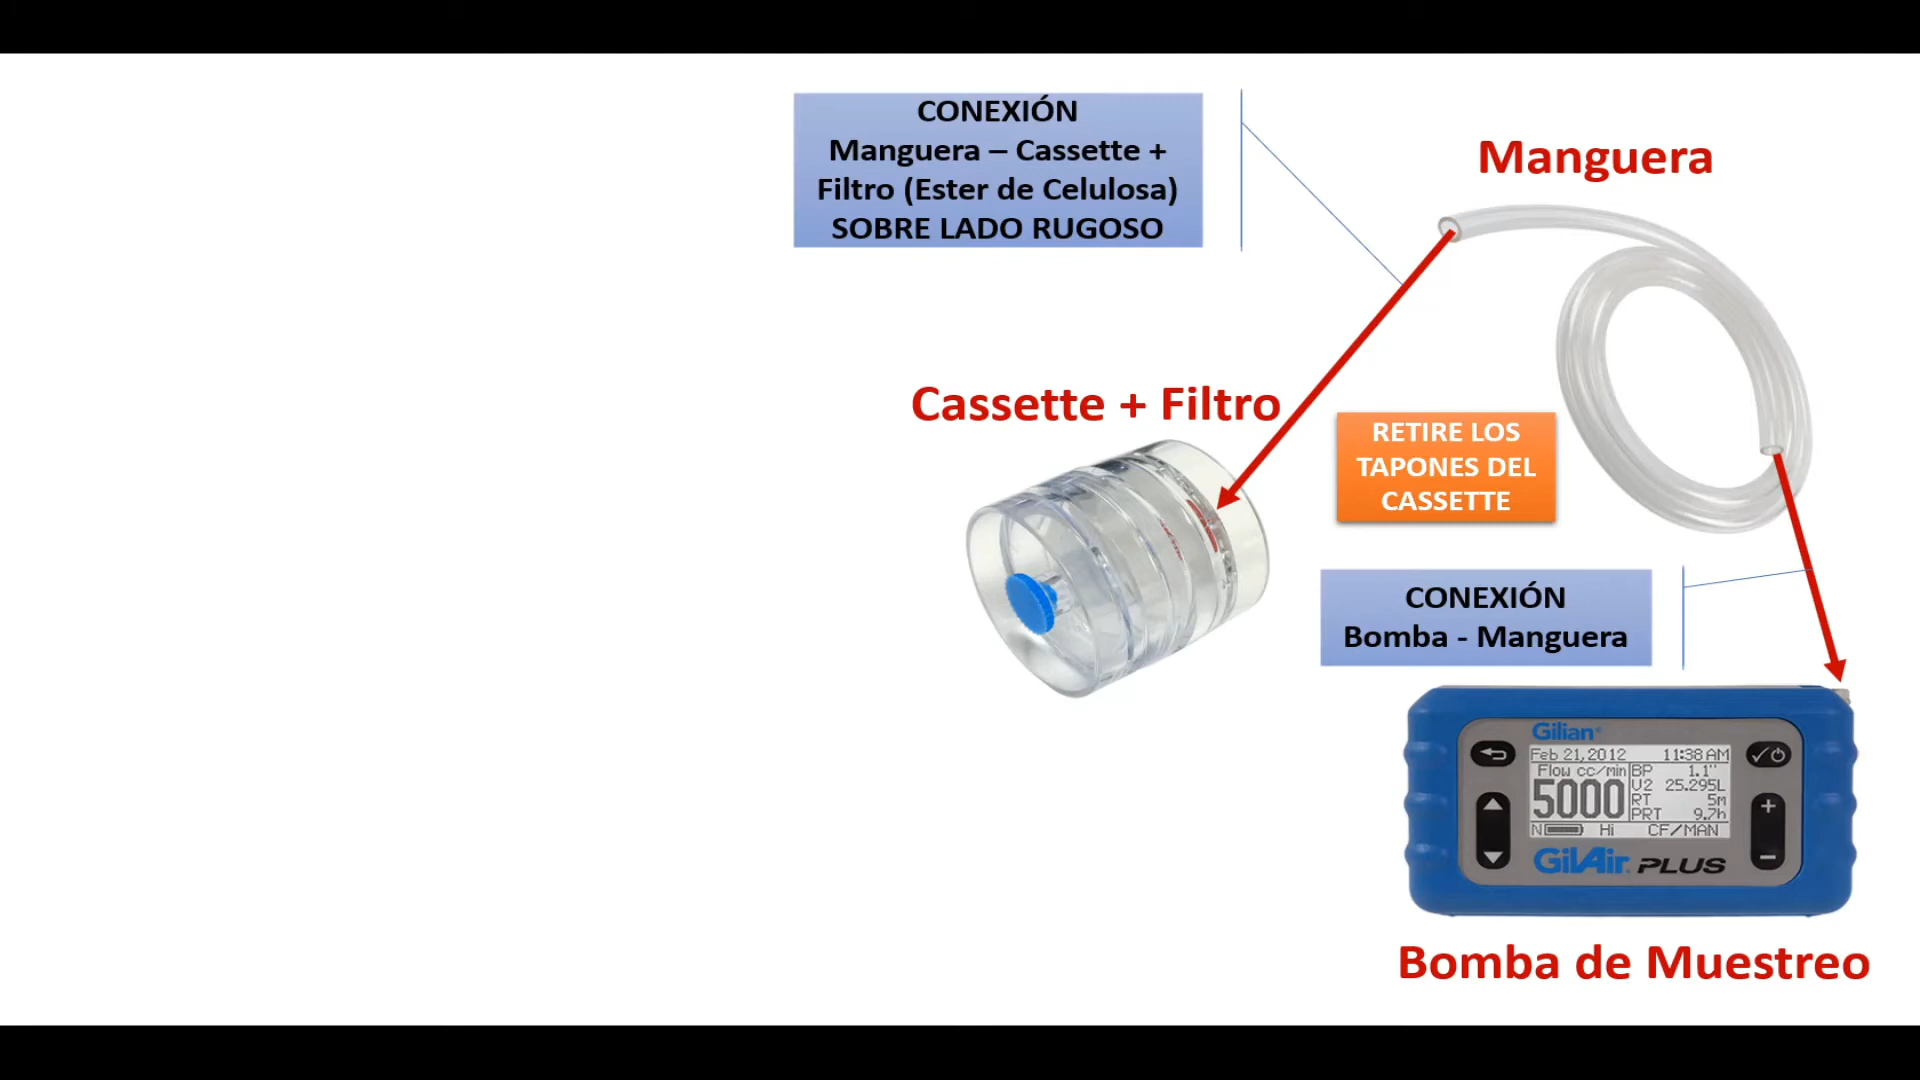 CONEXIÓN
Manguera – Cassette +
Filtro (Ester de Celulosa)
SOBRE LADO RUGOSO
Manguera
Cassette + Filtro
RETIRE LOS
TAPONES DEL
CASSETTE
CONEXIÓN
Bomba - Manguera
Gilian
Feb 21,2012 11:38 AM
Flow cc/min
5000
BP 1.1"
V2 25.295L
RT 5m
PRT 9.7h
N Hi CF/MAN
GilAir PLUS
Bomba de Muestreo